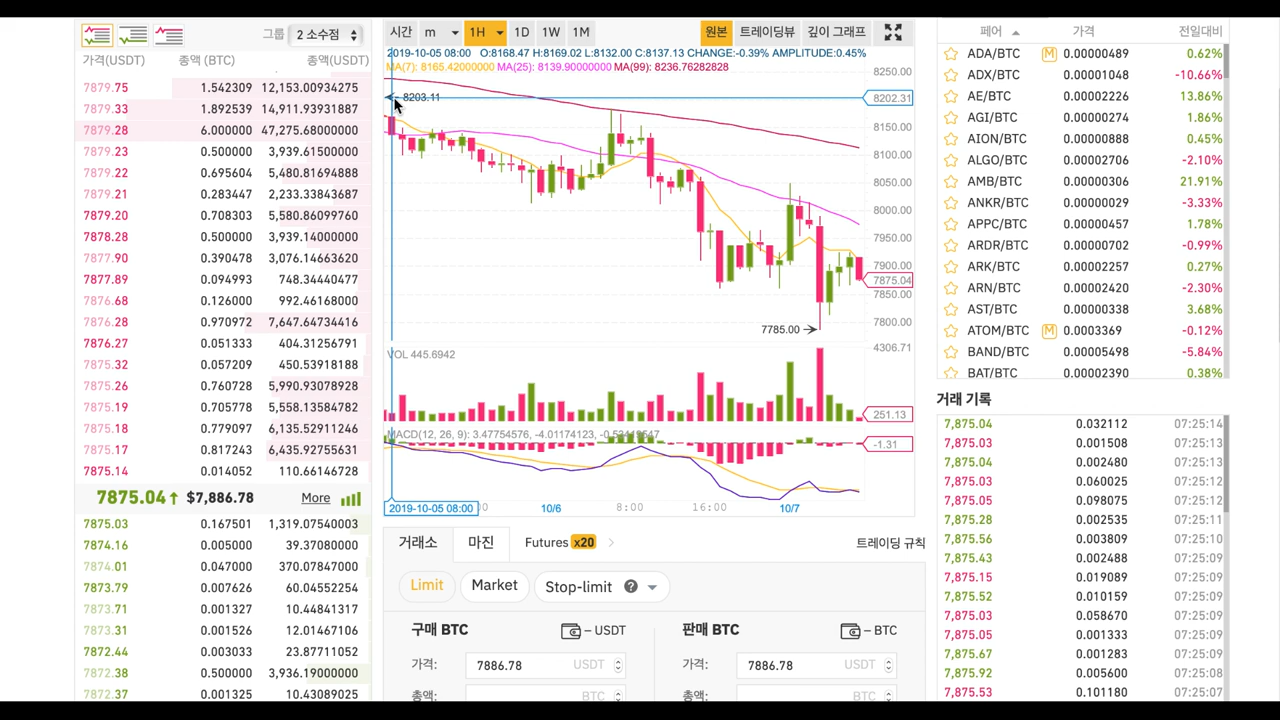 그룹 2 소수점
가격(USDT) 총액 (BTC) 총액(USDT)
7879.75 1.542309 12,153.00934275
7879.33 1.892539 14,911.93931887
7879.28 6.000000 47,275.68000000
7879.23 0.500000 3,939.61500000
7879.22 0.695604 5,480.81694888
7879.21 0.283447 2,233.33843687
7879.20 0.708303 5,580.86099760
7878.28 0.500000 3,939.14000000
7877.90 0.390478 3,076.14663620
7877.89 0.094993 748.34440477
7876.68 0.126000 992.46168000
7876.28 0.970972 7,647.64734416
7876.27 0.051333 404.31256791
7875.32 0.057209 450.53918188
7875.26 0.760728 5,990.93078928
7875.19 0.705778 5,558.13584782
7875.18 0.779097 6,135.52911246
7875.17 0.817243 6,435.92755631
7875.14 0.014052 110.66146728
7875.04↑ $7,886.78 More
7875.03 0.167501 1,319.07540003
7874.16 0.005000 39.37080000
7874.01 0.047000 370.07847000
7873.79 0.007626 60.04552254
7873.71 0.001327 10.44841317
7873.31 0.001526 12.01467106
7872.44 0.003033 23.87711052
7872.38 0.500000 3,936.19000000
7872.37 0.001325 10.43089025
시간 m 1H 1D 1W 1M 원본 트레이딩뷰 깊이 그래프
2019-10-05 08:00 O:8168.47 H:8169.02 L:8132.00 C:8137.13 CHANGE:-0.39% AMPLITUDE:0.45%
MA(7): 8165.42000000 MA(25): 8139.90000000 MA(99): 8236.76282828
8250.00
8203.11
8202.31
8150.00
8100.00
8050.00
8000.00
7950.00
7900.00
7875.04
7850.00
7800.00
7785.00
4306.71
VOL 445.6942
251.13
MACD(12, 26, 9): 3.47754576, -4.01174123,
-1.31
2019-10-05 08:00 10/6 8:00 16:00 10/7
거래소 마진 Futures x20 트레이딩 규칙
Limit Market Stop-limit ?
구매 BTC – USDT 판매 BTC – BTC
가격: 7886.78 USDT 가격: 7886.78 USDT
총액: BTC 총액: BTC
페어 가격 전일대비
ADA/BTC M 0.00000489 0.62%
ADX/BTC 0.00001048 -10.66%
AE/BTC 0.00002226 13.86%
AGI/BTC 0.00000274 1.86%
AION/BTC 0.00000888 0.45%
ALGO/BTC 0.00002706 -2.10%
AMB/BTC 0.00000306 21.91%
ANKR/BTC 0.00000029 -3.33%
APPC/BTC 0.00000457 1.78%
ARDR/BTC 0.00000702 -0.99%
ARK/BTC 0.00002257 0.27%
ARN/BTC 0.00002420 -2.30%
AST/BTC 0.00000338 3.68%
ATOM/BTC M 0.0003369 -0.12%
BAND/BTC 0.00005498 -5.84%
BAT/BTC 0.00002390 0.38%
거래 기록
7,875.04 0.032112 07:25:14
7,875.03 0.001508 07:25:13
7,875.04 0.002480 07:25:13
7,875.03 0.060025 07:25:12
7,875.05 0.098075 07:25:12
7,875.28 0.002535 07:25:11
7,875.56 0.003809 07:25:10
7,875.43 0.002488 07:25:09
7,875.15 0.019089 07:25:09
7,875.52 0.010159 07:25:09
7,875.03 0.058670 07:25:09
7,875.05 0.001333 07:25:09
7,875.67 0.001283 07:25:09
7,875.92 0.005600 07:25:08
7,875.53 0.101180 07:25:07